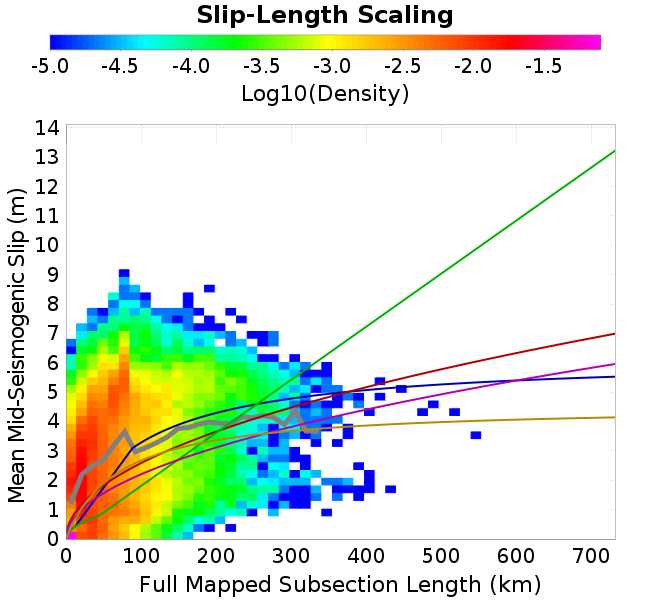 Slip-Length Scaling
-5.0 -4.5 -4.0 -3.5 -3.0 -2.5 -2.0 -1.5
Log10(Density)
14
13
12
11
10
9
8
7
6
5
4
3
2
1
0
Mean Mid-Seismogenic Slip (m)
0 100 200 300 400 500 600 700
Full Mapped Subsection Length (km)